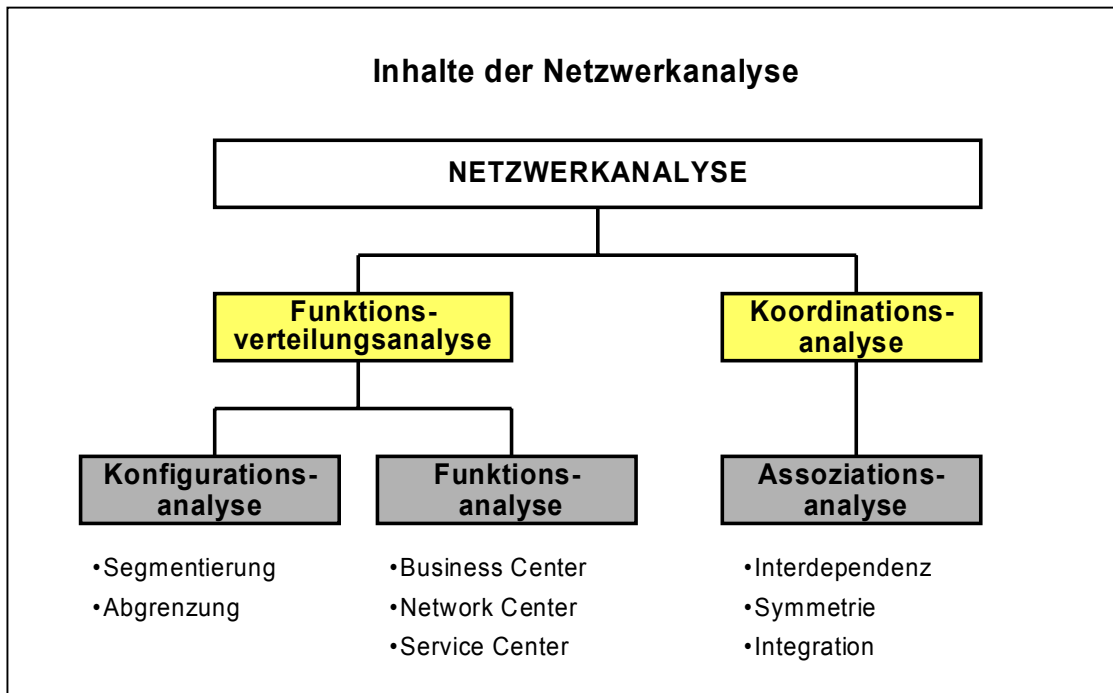 Inhalte der Netzwerkanalyse
NETZWERKANALYSE
Funktions-
verteilungsanalyse
Koordinations-
analyse
Konfigurations-
analyse
Funktions-
analyse
Assoziations-
analyse
•Segmentierung
•Abgrenzung
•Business Center
•Network Center
•Service Center
•Interdependenz
•Symmetrie
•Integration